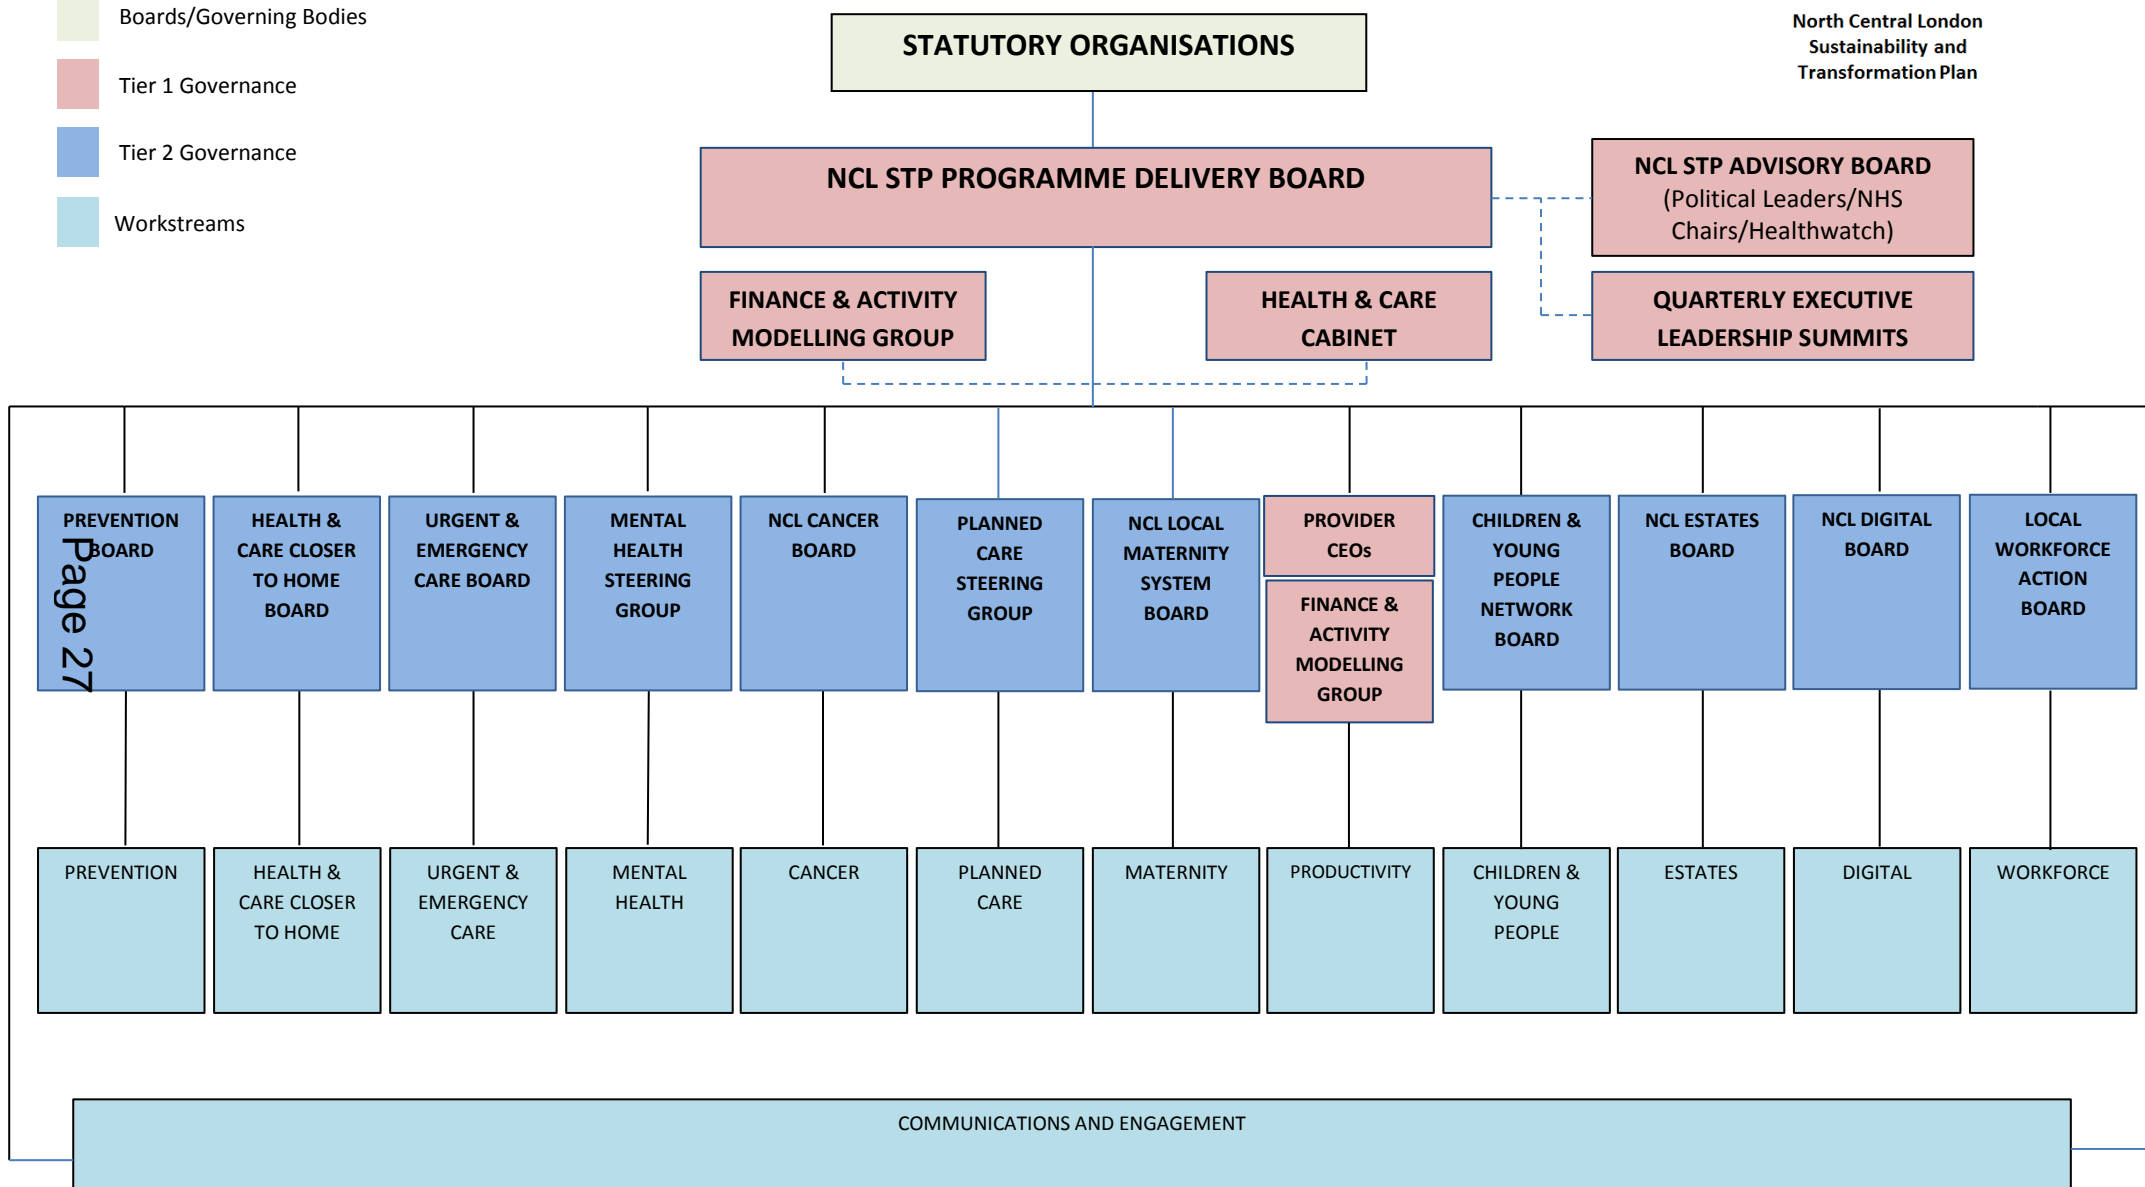 Boards/Governing Bodies
Tier 1 Governance
Tier 2 Governance
Workstreams
STATUTORY ORGANISATIONS
North Central London
Sustainability and
Transformation Plan
NCL STP PROGRAMME DELIVERY BOARD
NCL STP ADVISORY BOARD
(Political Leaders/NHS
Chairs/Healthwatch)
FINANCE & ACTIVITY
MODELLING GROUP
HEALTH & CARE
CABINET
QUARTERLY EXECUTIVE
LEADERSHIP SUMMITS
PREVENTION
BOARD
HEALTH &
CARE CLOSER
TO HOME
BOARD
URGENT &
EMERGENCY
CARE BOARD
MENTAL
HEALTH
STEERING
GROUP
NCL CANCER
BOARD
PLANNED
CARE
STEERING
GROUP
NCL LOCAL
MATERNITY
SYSTEM
BOARD
PROVIDER
CEOs
FINANCE &
ACTIVITY
MODELLING
GROUP
CHILDREN &
YOUNG
PEOPLE
NETWORK
BOARD
NCL ESTATES
BOARD
NCL DIGITAL
BOARD
LOCAL
WORKFORCE
ACTION
BOARD
Page 27
PREVENTION
HEALTH &
CARE CLOSER
TO HOME
URGENT &
EMERGENCY
CARE
MENTAL
HEALTH
CANCER
PLANNED
CARE
MATERNITY
PRODUCTIVITY
CHILDREN &
YOUNG
PEOPLE
ESTATES
DIGITAL
WORKFORCE
COMMUNICATIONS AND ENGAGEMENT